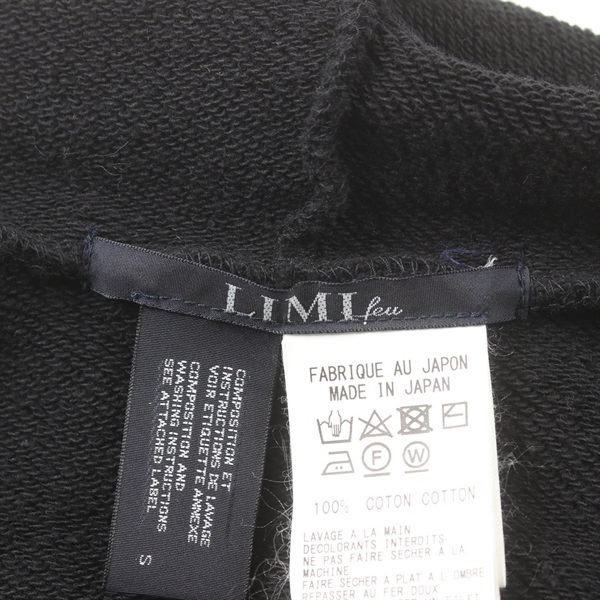 LIMI feu
COMPOSITION ET
INSTRUCTIONS DE LAVAGE
VOIR ETIQUETTE ANNEXE
COMPOSITION AND
WASHING INSTRUCTIONS
SEE ATTACHED LABEL
S
FABRIQUE AU JAPON
MADE IN JAPAN
F W
100% COTON COTTON
LAVAGE A LA MAIN
DECOLORANTS INTERDITS
NE PAS FAIRE SECHER A LA
MACHINE
FAIRE SECHER A PLAT A L'OMBRE
REPASSER AU FER DOUX